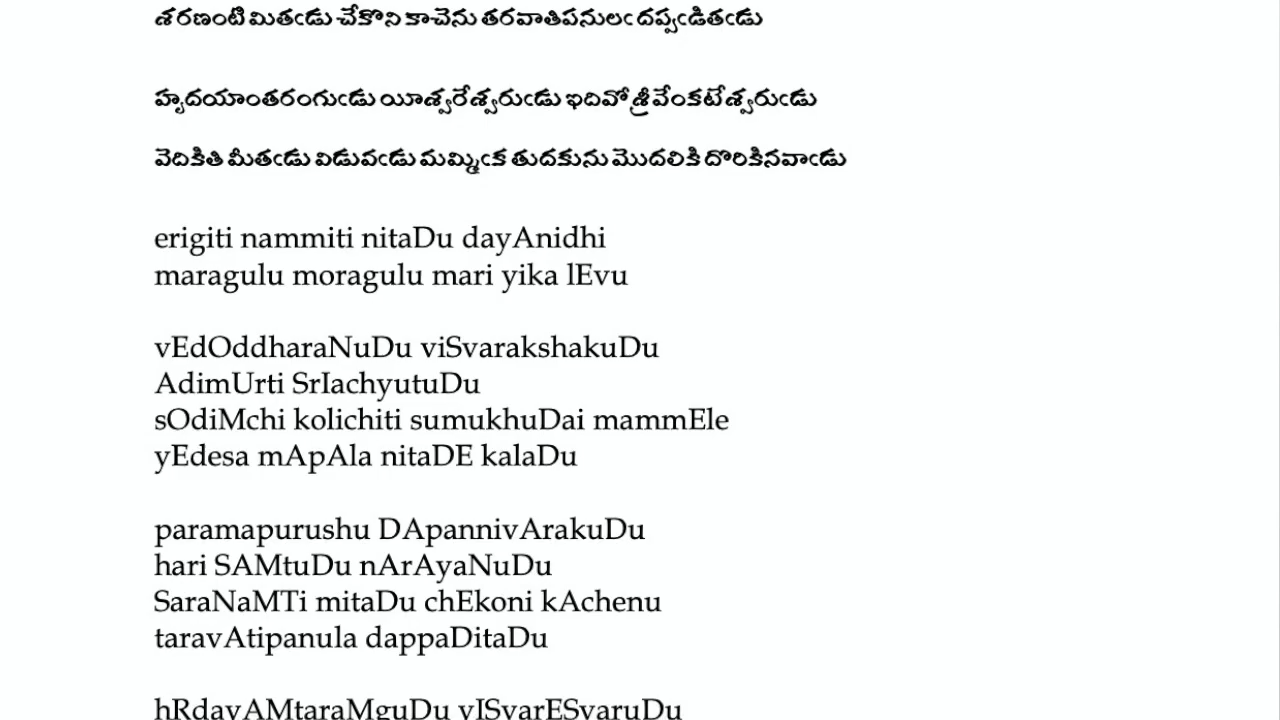 శరణంటి మితఁడు చేకొని కాచెను తరవాతిపనులఁ దప్పఁడితఁడు
హృదయాంతరంగుఁడు యీశ్వరేశ్వరుఁడు ఇదివో శ్రీవేంకటేశ్వరుఁడు
వెదికితి మీతఁడు విడువఁడు మమ్మిఁక తుదకును మొదలికి దొరికినవాఁడు
erigiti nammiti nitaDu dayAnidhi
maragulu moragulu mari yika lEvu
vEdOddharaNuDu viSvarakshakuDu
AdimUrti SrIachyutuDu
sOdiMchi kolichiti sumukhuDai mammEle
yEdesa mApAla nitaDE kalaDu
paramapurushu DApannivArakuDu
hari SAMtuDu nArAyaNuDu
SaraNaMTi mitaDu chEkoni kAchenu
taravAtipanula dappaDitaDu
hRdayAMtaraMguDu yISvarESvaruDu